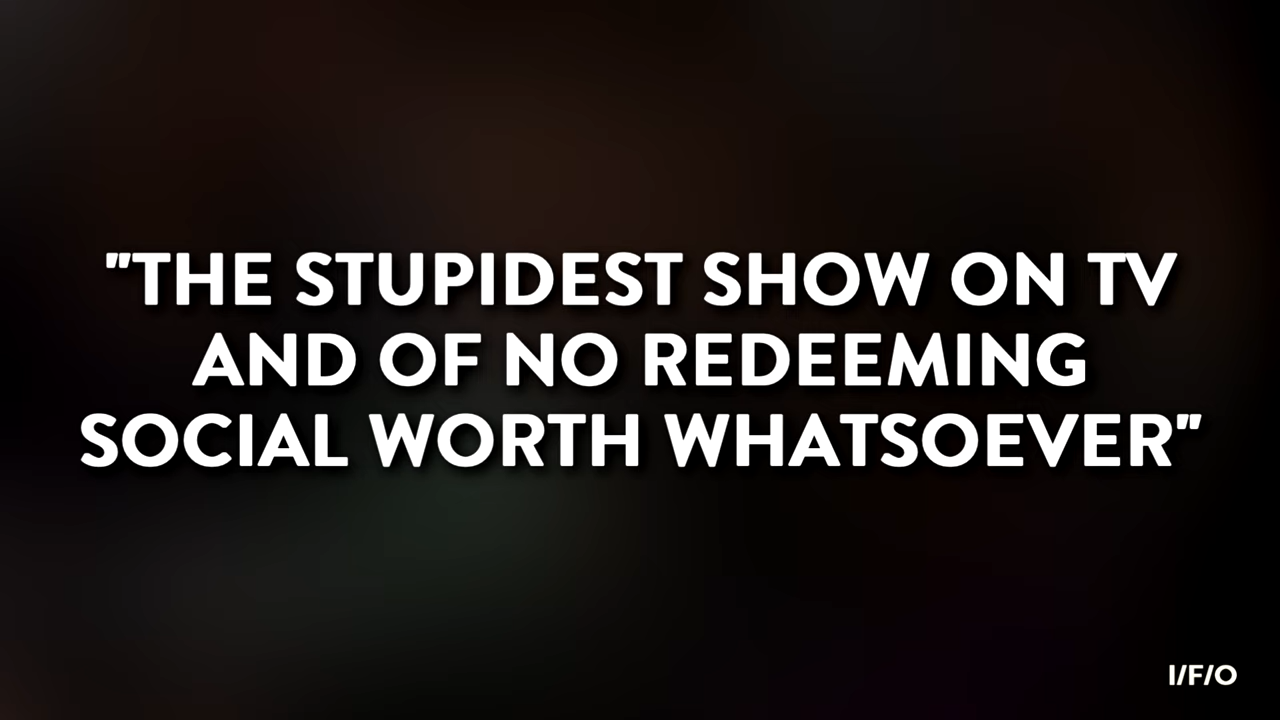 "THE STUPIDEST SHOW ON TV
AND OF NO REDEEMING
SOCIAL WORTH WHATSOEVER"
I/F/O